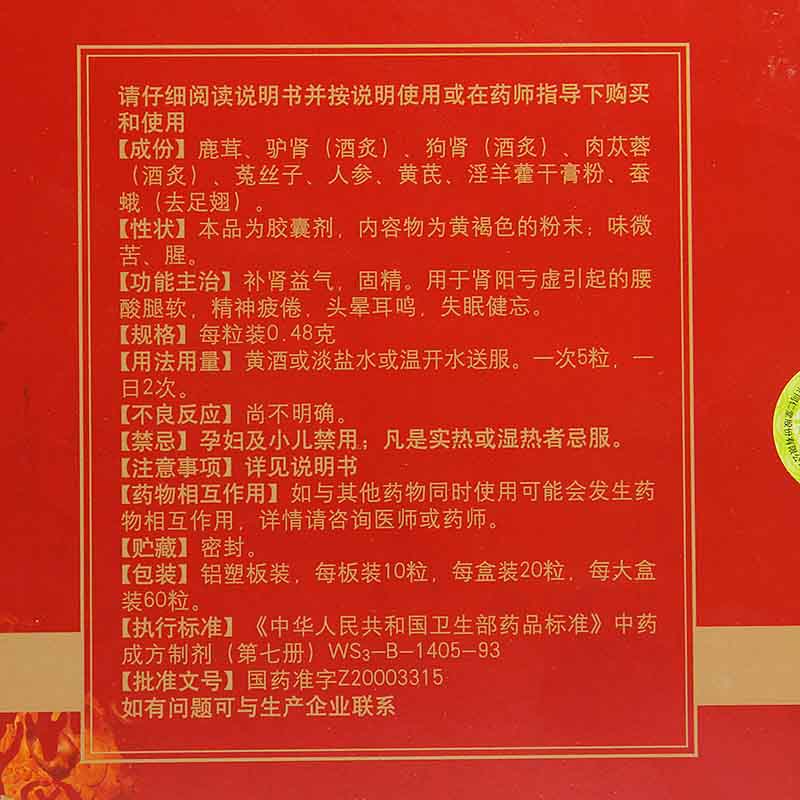 请仔细阅读说明书并按说明使用或在药师指导下购买
和使用
【成份】鹿茸、驴肾（酒炙）、狗肾（酒炙）、肉苁蓉
（酒炙）、菟丝子、人参、黄芪、淫羊藿干膏粉、蚕
蛾（去足翅）。
【性状】本品为胶囊剂，内容物为黄褐色的粉末；味微
苦、腥。
【功能主治】补肾益气，固精。用于肾阳亏虚引起的腰
酸腿软，精神疲倦，头晕耳鸣，失眠健忘。
【规格】每粒装0.48克
【用法用量】黄酒或淡盐水或温开水送服。一次5粒，一
日2次。
【不良反应】尚不明确。
【禁忌】孕妇及小儿禁用；凡是实热或湿热者忌服。
【注意事项】详见说明书
【药物相互作用】如与其他药物同时使用可能会发生药
物相互作用，详情请咨询医师或药师。
【贮藏】密封。
【包装】铝塑板装，每板装10粒，每盒装20粒，每大盒
装60粒。
【执行标准】《中华人民共和国卫生部药品标准》中药
成方制剂（第七册）WS₃-B-1405-93
【批准文号】国药准字Z20003315
如有问题可与生产企业联系